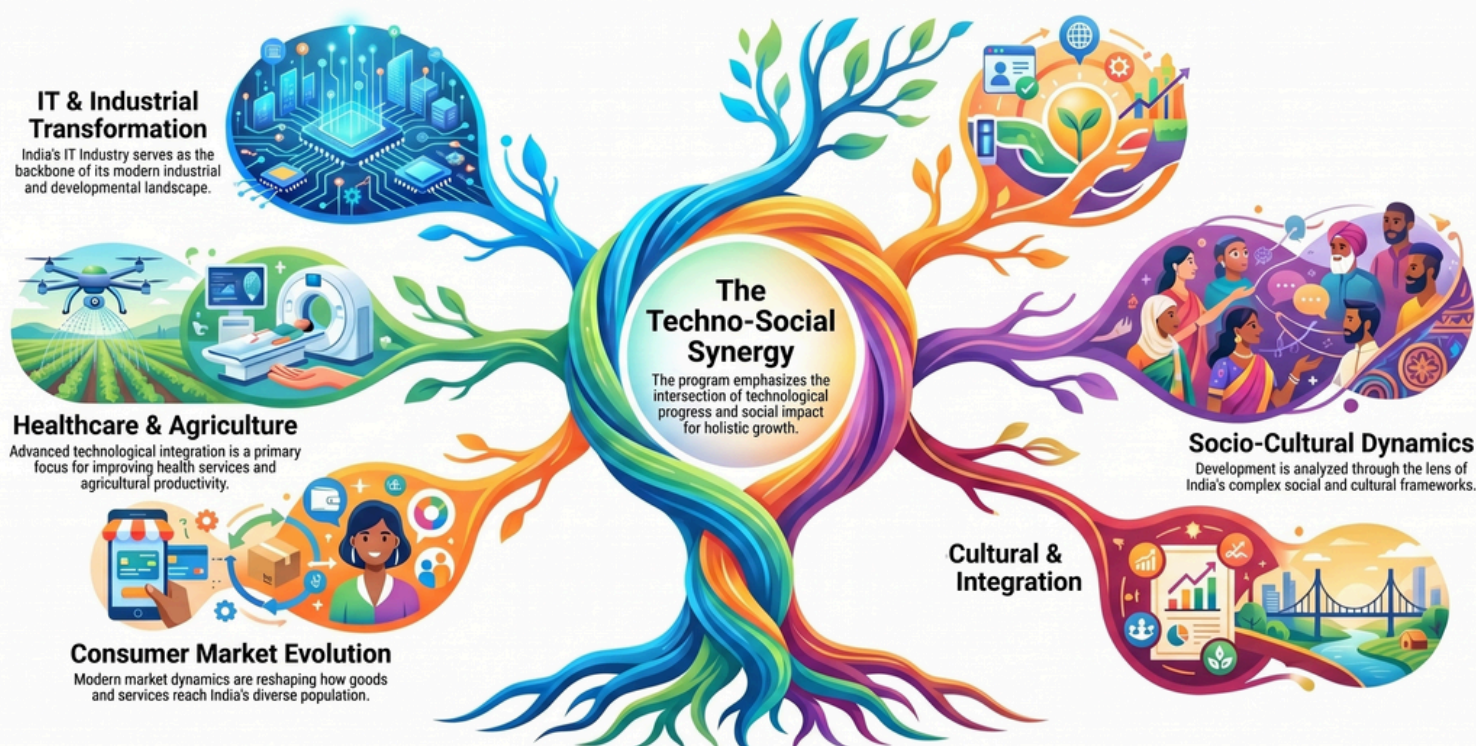 IT & Industrial
Transformation
India's IT Industry serves as the
backbone of its modern industrial
and developmental landscape.
Healthcare & Agriculture
Advanced technological integration is a primary
focus for improving health services and
agricultural productivity.
Consumer Market Evolution
Modern market dynamics are reshaping how goods
and services reach India's diverse population.
The
Techno-Social
Synergy
The program emphasizes the
intersection of technological
progress and social impact
for holistic growth.
Socio-Cultural Dynamics
Development is analyzed through the lens of
India's complex social and cultural frameworks.
Cultural &
Integration